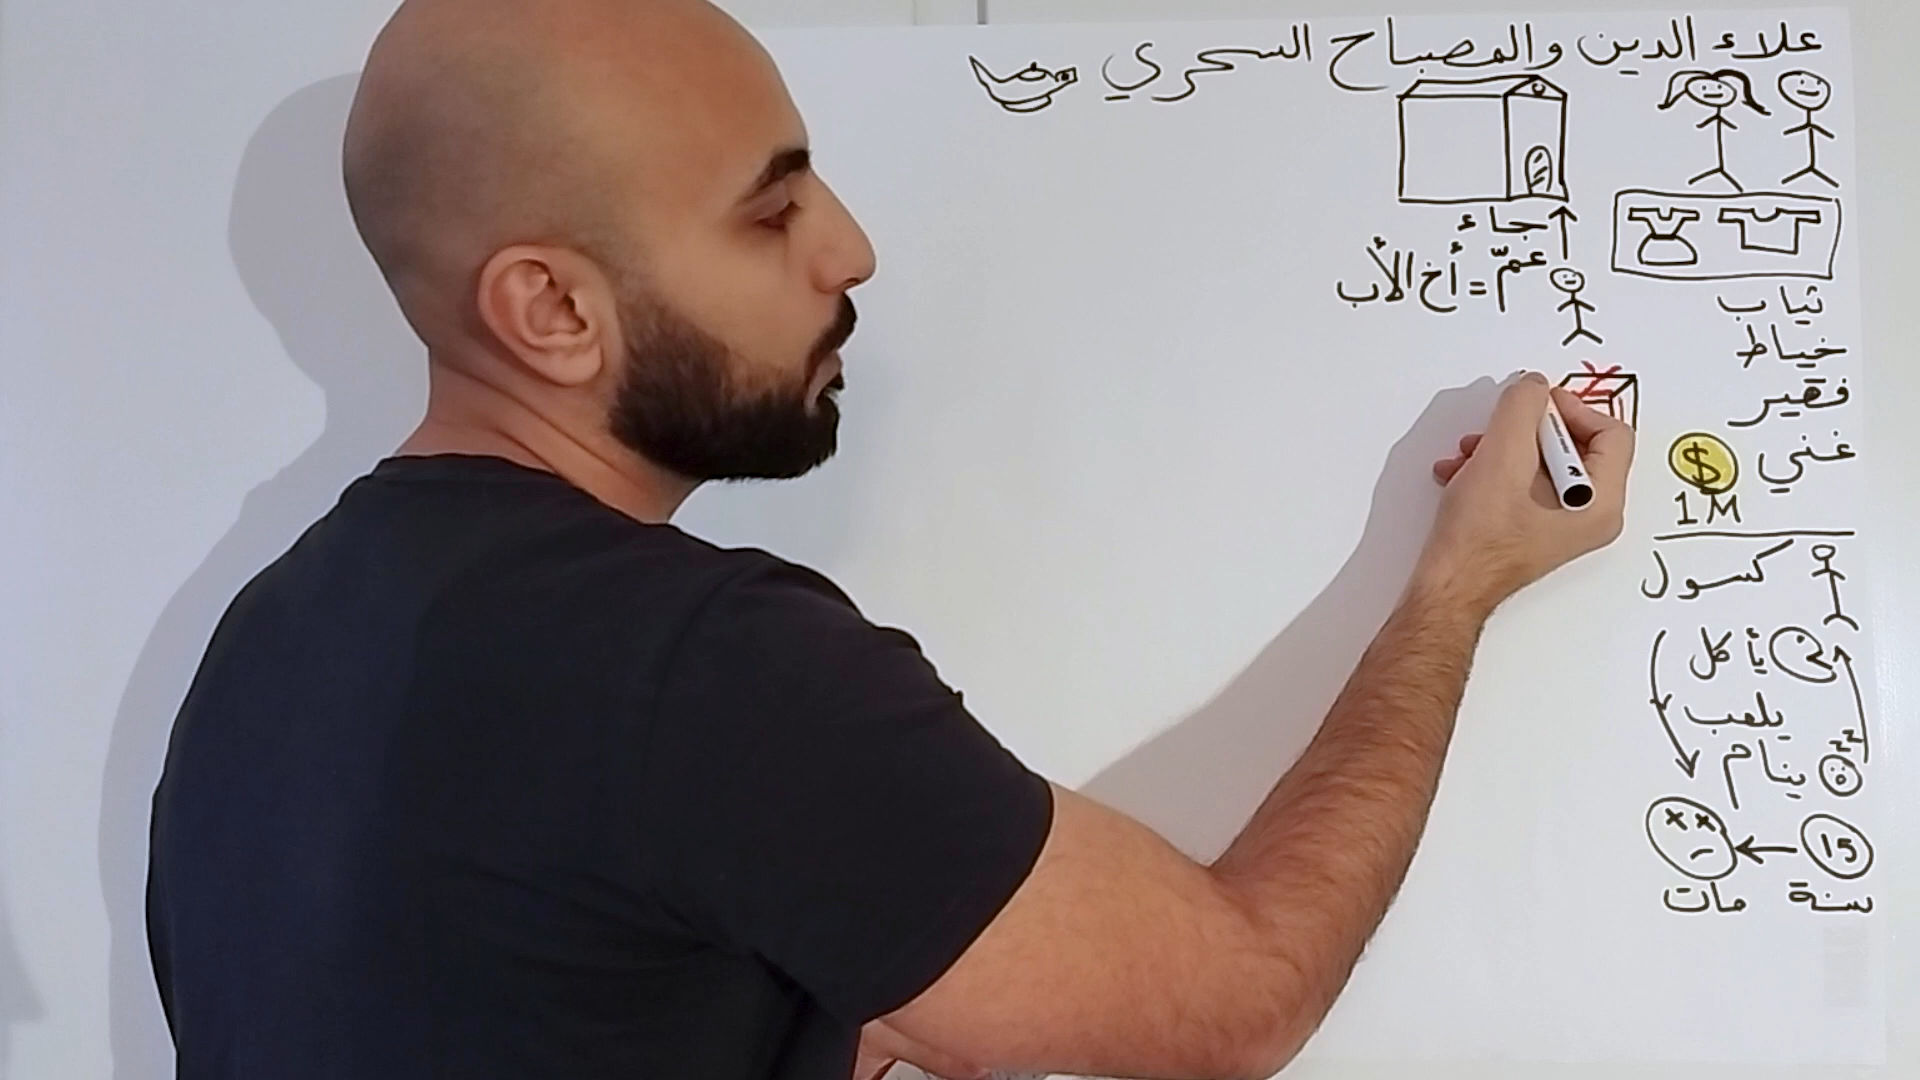 علاء الدين والمصباح السحري
ثياب
خياط
فقير
غني
$
1M
كسول
يأكل
يلعب
ينام
zzz
15
سنة
مات
جاء
عمّ = أخ الأب